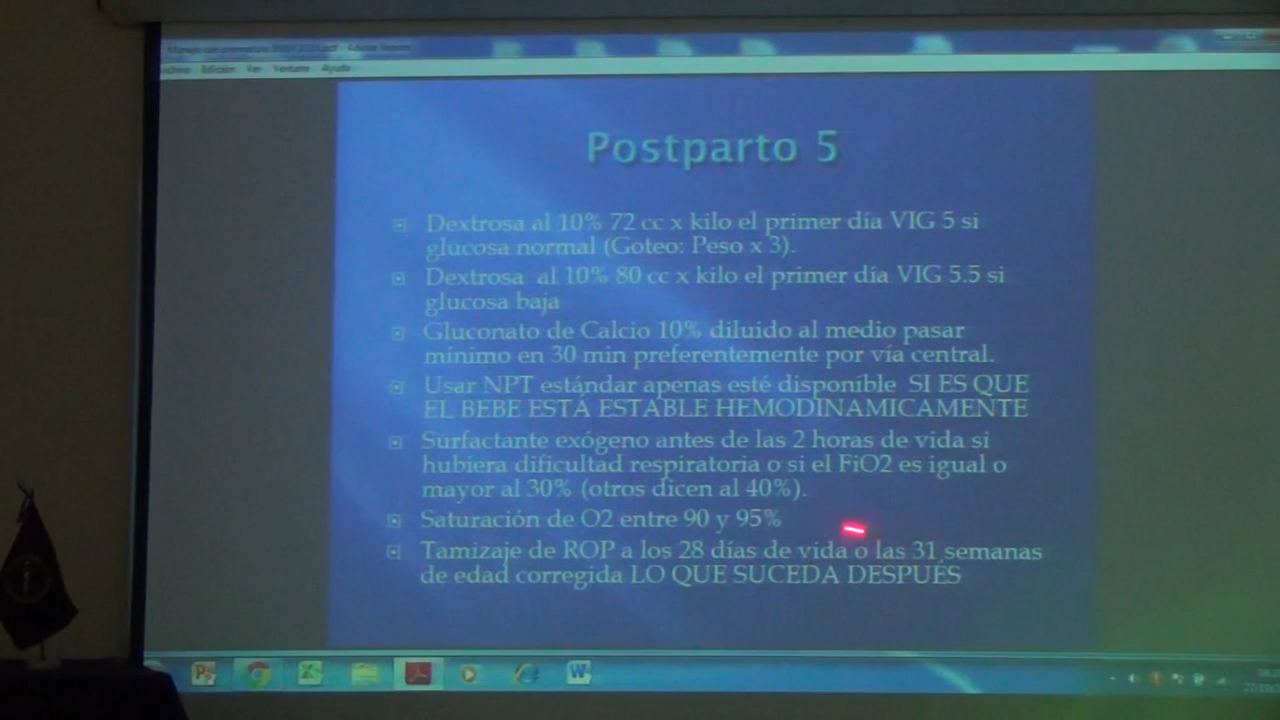 Archivo Edición Ver Ventana Ayuda
Postparto 5
Dextrosa al 10% 72 cc x kilo el primer día VIG 5 si
glucosa normal (Goteo: Peso x 3).
Dextrosa al 10% 80 cc x kilo el primer día VIG 5.5 si
glucosa baja
Gluconato de Calcio 10% diluido al medio pasar
mínimo en 30 min preferentemente por vía central.
Usar NPT estándar apenas esté disponible SI ES QUE
EL BEBE ESTÁ ESTABLE HEMODINAMICAMENTE
Surfactante exógeno antes de las 2 horas de vida si
hubiera dificultad respiratoria o si el FiO2 es igual o
mayor al 30% (otros dicen al 40%).
Saturación de O2 entre 90 y 95%
Tamizaje de ROP a los 28 días de vida o las 31 semanas
de edad corregida LO QUE SUCEDA DESPUÉS